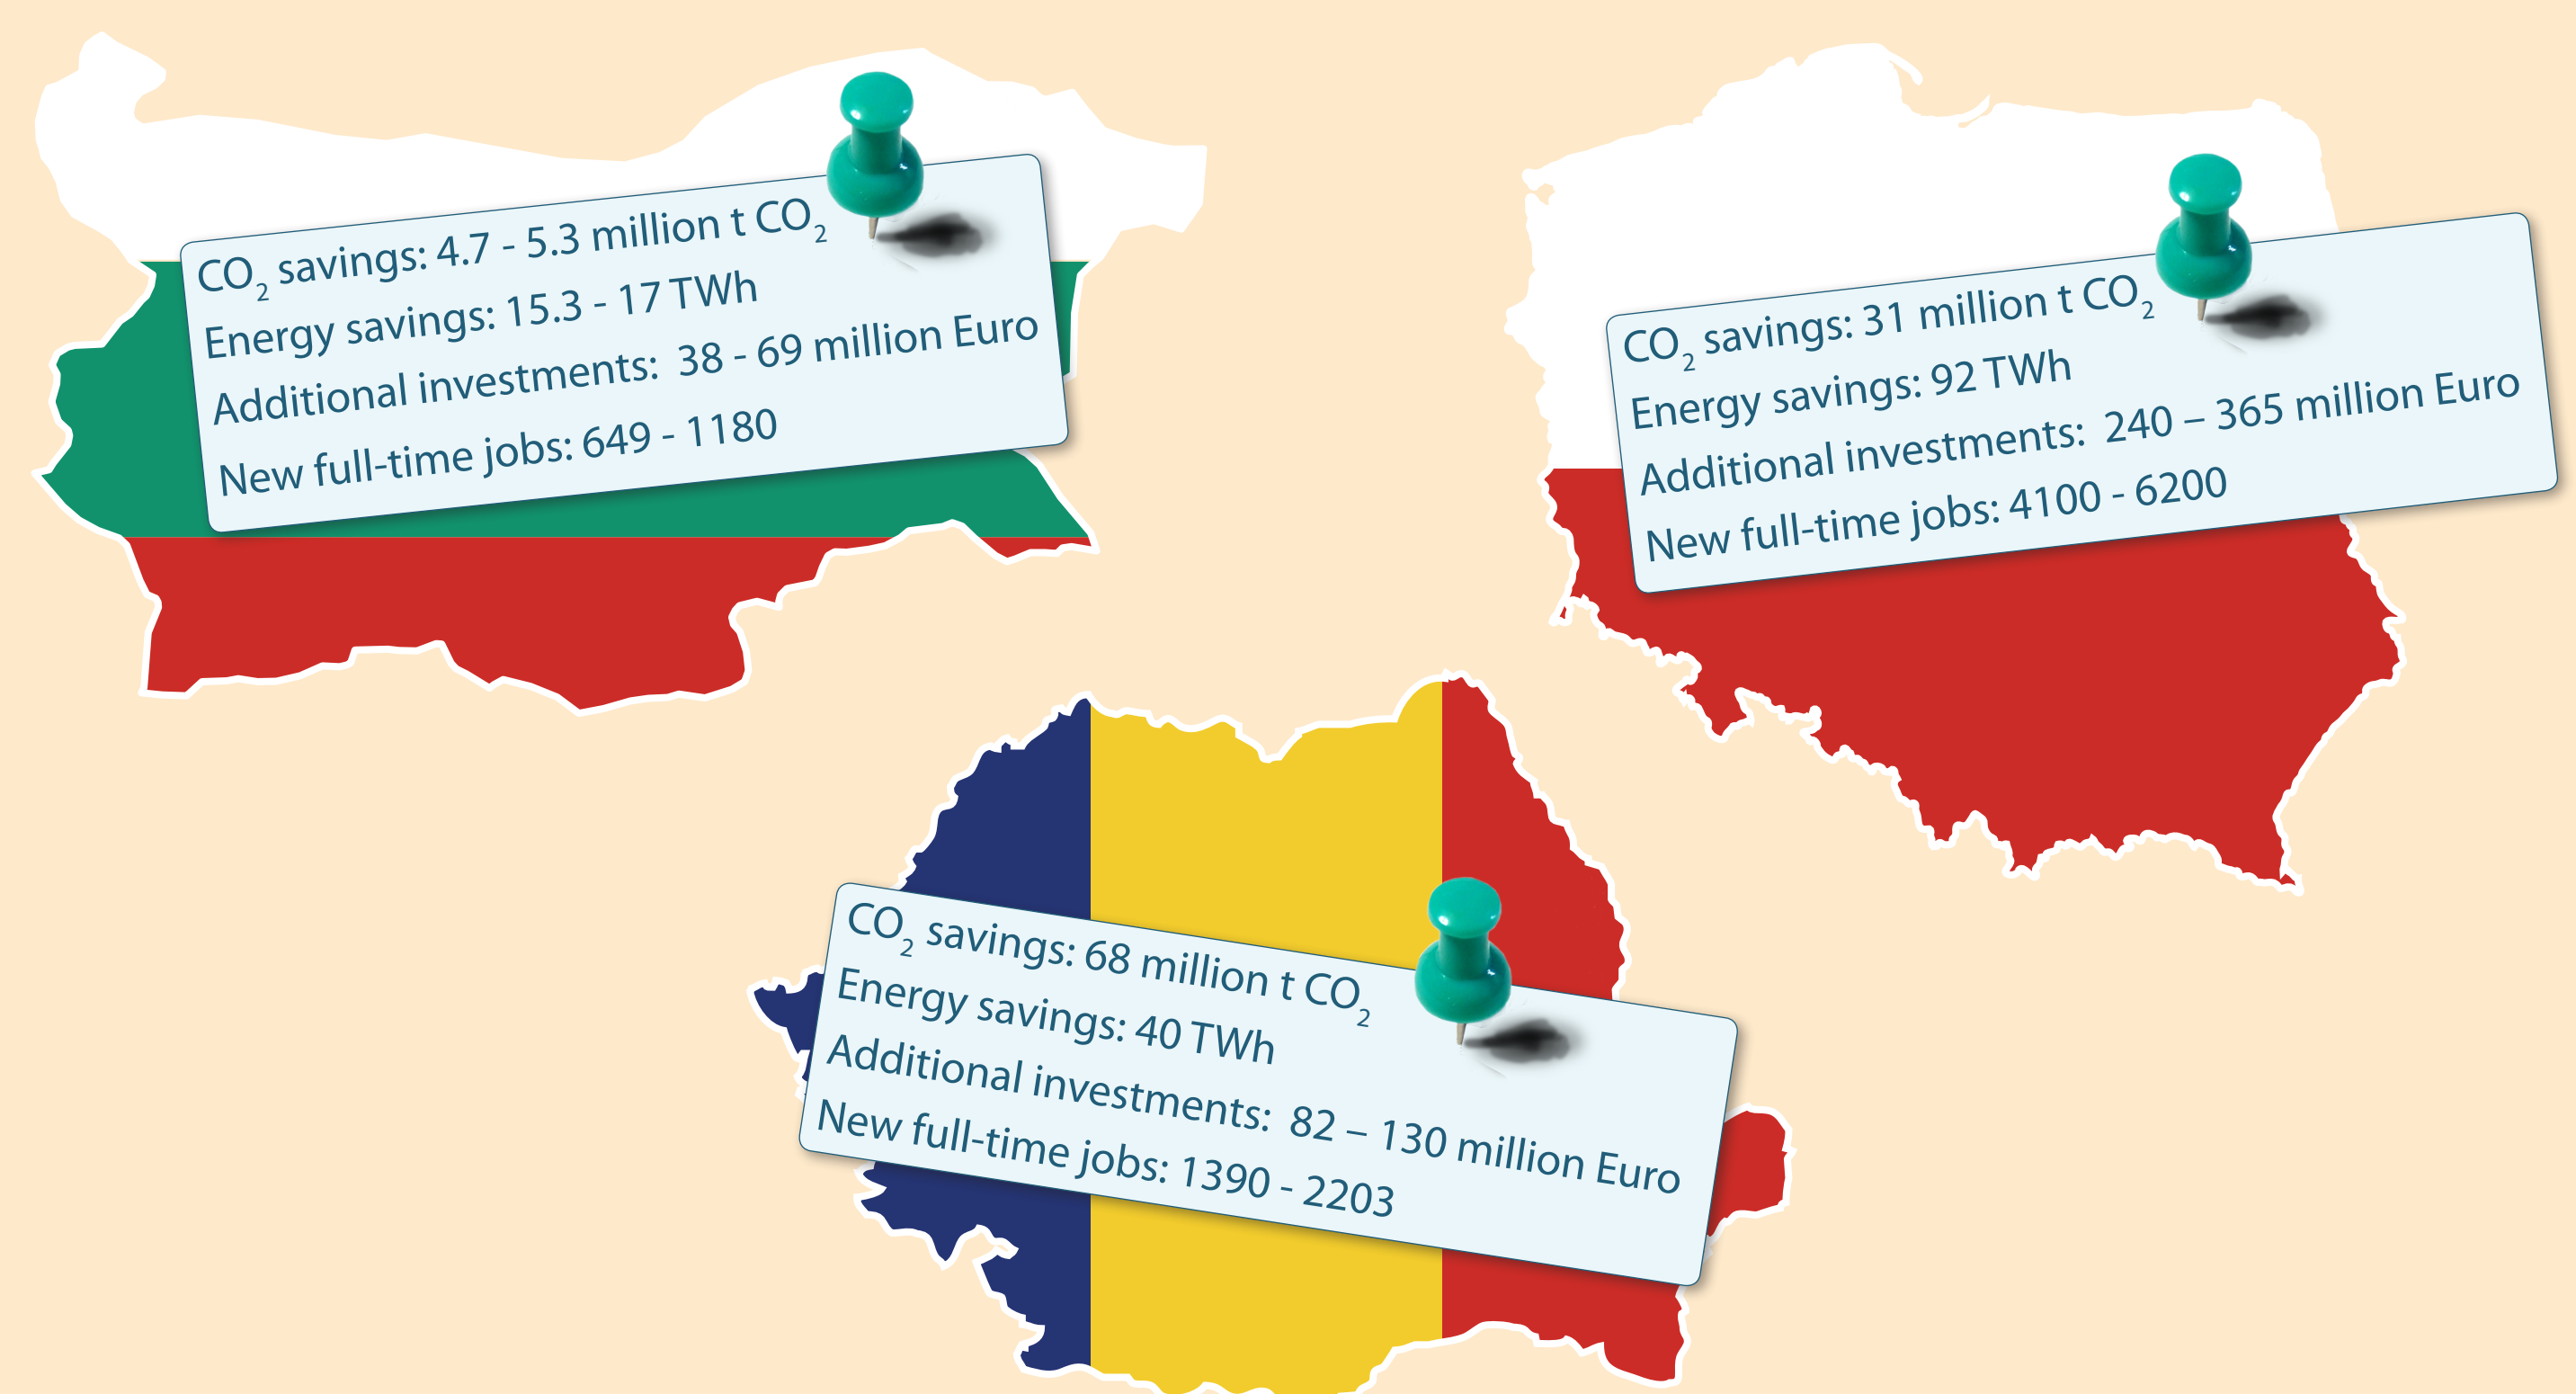 CO₂ savings: 4.7 - 5.3 million t CO₂
Energy savings: 15.3 - 17 TWh
Additional investments: 38 - 69 million Euro
New full-time jobs: 649 - 1180
CO₂ savings: 31 million t CO₂
Energy savings: 92 TWh
Additional investments: 240 – 365 million Euro
New full-time jobs: 4100 - 6200
CO₂ savings: 68 million t CO₂
Energy savings: 40 TWh
Additional investments: 82 – 130 million Euro
New full-time jobs: 1390 - 2203